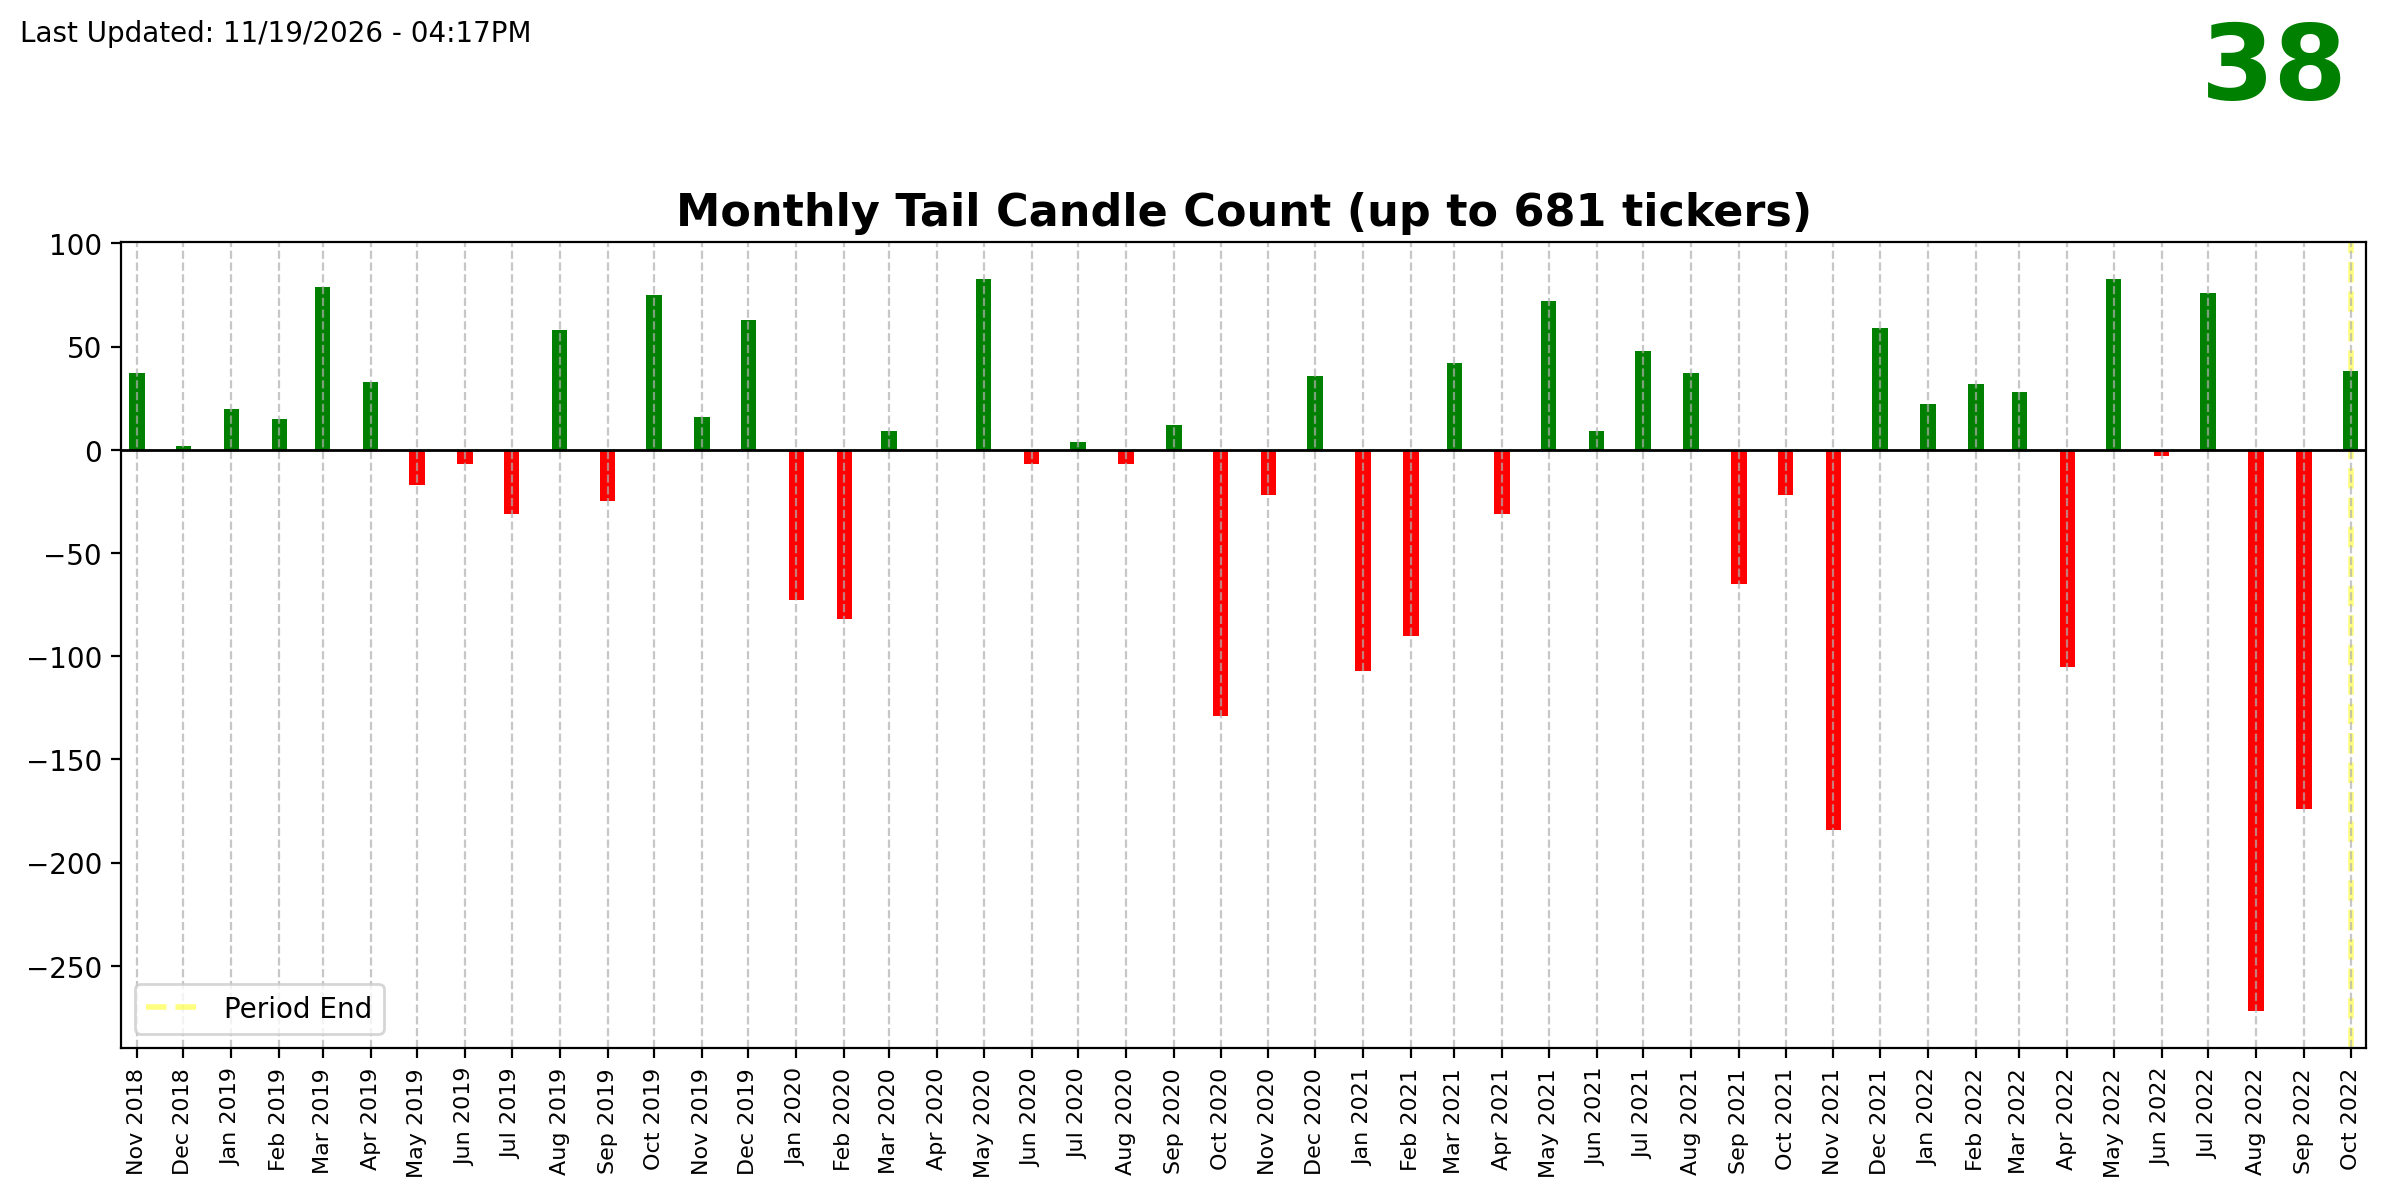 Last Updated: 11/19/2026 - 04:17PM
38
Monthly Tail Candle Count (up to 681 tickers)
100
50
0
−50
−100
−150
−200
−250
Period End
Nov 2018
Dec 2018
Jan 2019
Feb 2019
Mar 2019
Apr 2019
May 2019
Jun 2019
Jul 2019
Aug 2019
Sep 2019
Oct 2019
Nov 2019
Dec 2019
Jan 2020
Feb 2020
Mar 2020
Apr 2020
May 2020
Jun 2020
Jul 2020
Aug 2020
Sep 2020
Oct 2020
Nov 2020
Dec 2020
Jan 2021
Feb 2021
Mar 2021
Apr 2021
May 2021
Jun 2021
Jul 2021
Aug 2021
Sep 2021
Oct 2021
Nov 2021
Dec 2021
Jan 2022
Feb 2022
Mar 2022
Apr 2022
May 2022
Jun 2022
Jul 2022
Aug 2022
Sep 2022
Oct 2022